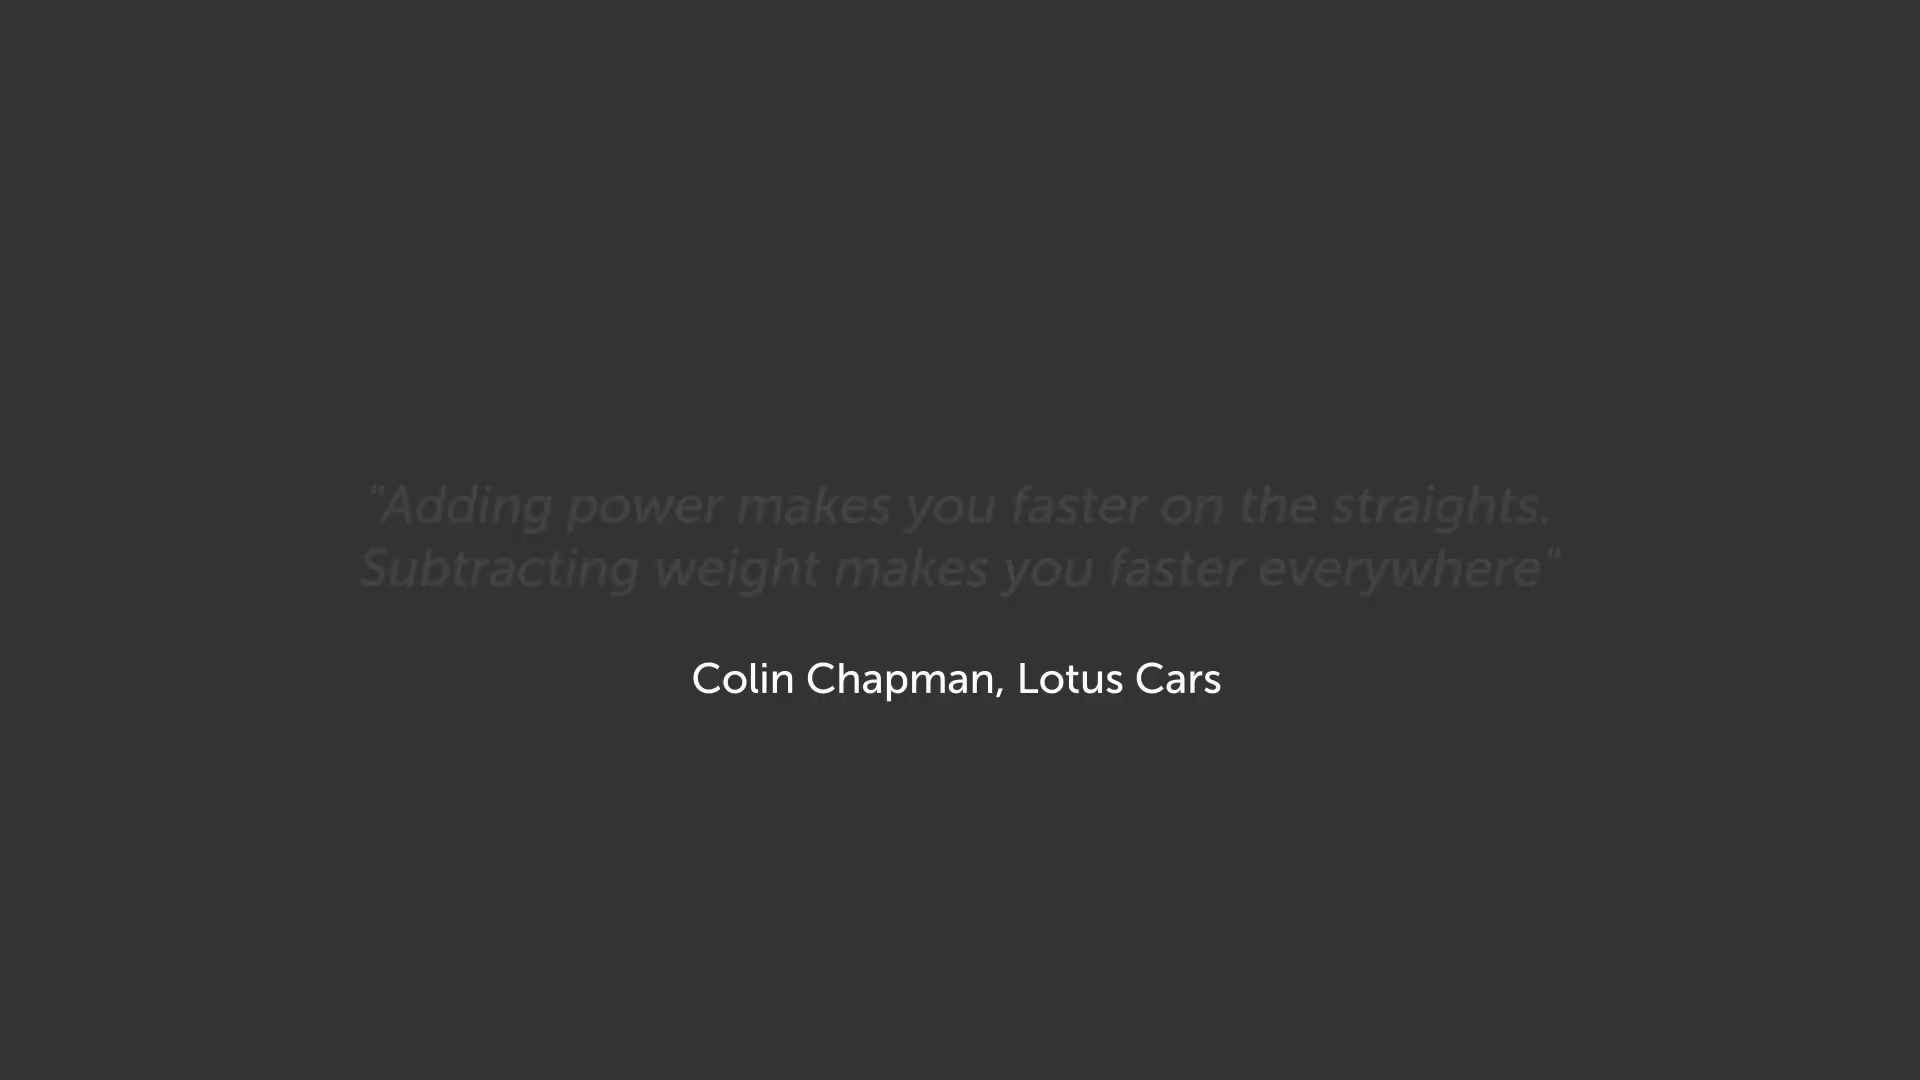 "Adding power makes you faster on the straights.
Subtracting weight makes you faster everywhere"
Colin Chapman, Lotus Cars